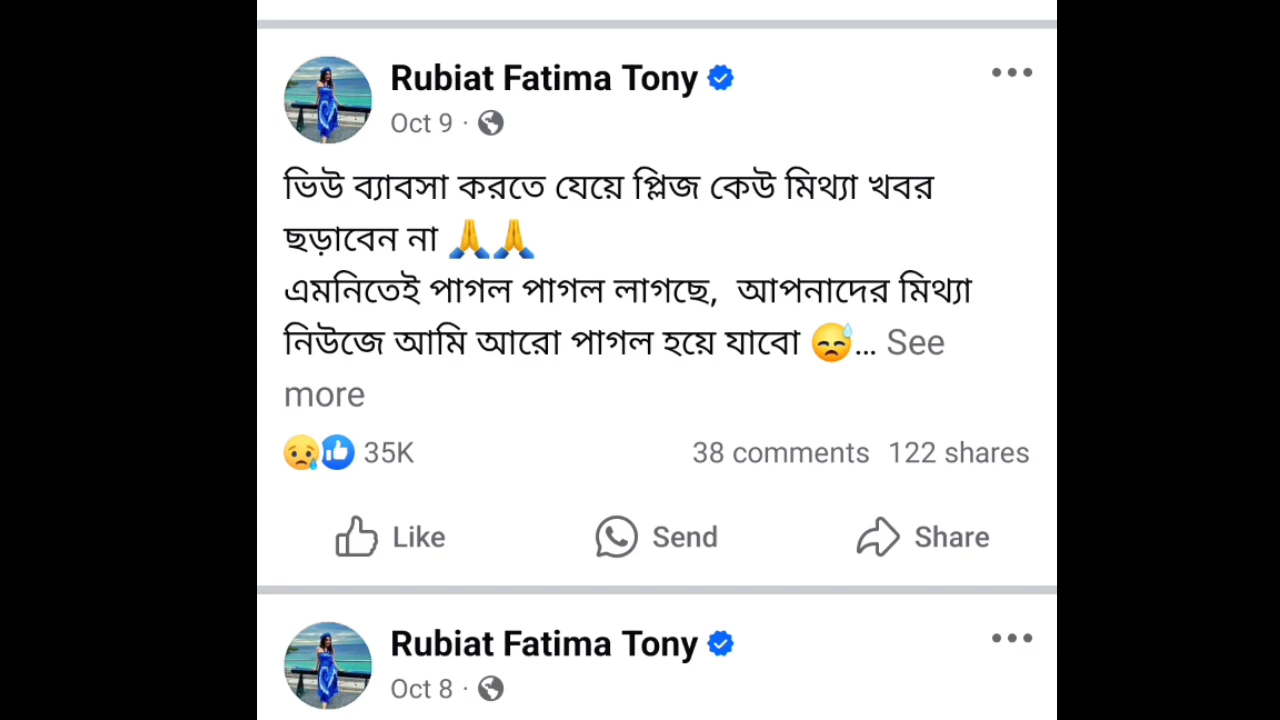 Rubiat Fatima Tony
Oct 9 ·
ভিউ ব্যাবসা করতে যেয়ে প্লিজ কেউ মিথ্যা খবর
ছড়াবেন না 🙏🙏
এমনিতেই পাগল পাগল লাগছে, আপনাদের মিথ্যা
নিউজে আমি আরো পাগল হয়ে যাবো 😓... See
more
35K 38 comments 122 shares
Like Send Share
Rubiat Fatima Tony
Oct 8 ·